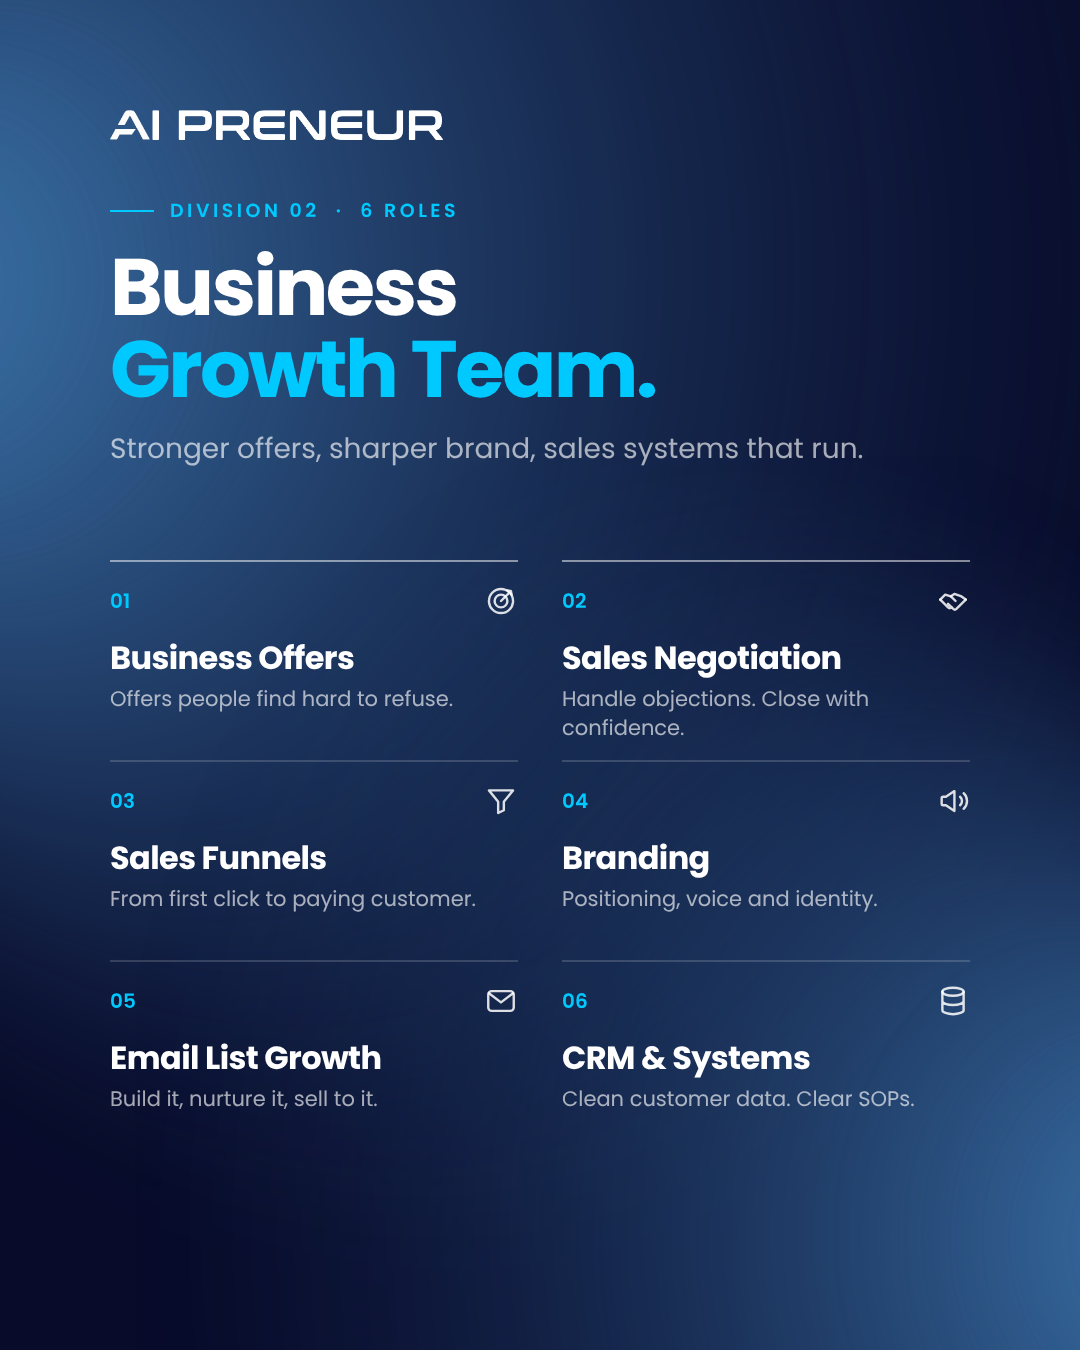 AI PRENEUR
DIVISION 02 · 6 ROLES
Business
Growth Team.
Stronger offers, sharper brand, sales systems that run.
01
Business Offers
Offers people find hard to refuse.
02
Sales Negotiation
Handle objections. Close with
confidence.
03
Sales Funnels
From first click to paying customer.
04
Branding
Positioning, voice and identity.
05
Email List Growth
Build it, nurture it, sell to it.
06
CRM & Systems
Clean customer data. Clear SOPs.